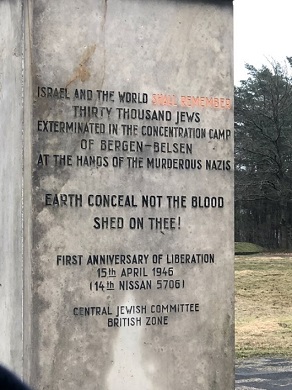 ISRAEL AND THE WORLD SHALL REMEMBER
THIRTY THOUSAND JEWS
EXTERMINATED IN THE CONCENTRATION CAMP
OF BERGEN-BELSEN
AT THE HANDS OF THE MURDEROUS NAZIS
EARTH CONCEAL NOT THE BLOOD
SHED ON THEE!
FIRST ANNIVERSARY OF LIBERATION
15th APRIL 1946
(14th NISSAN 5706)
CENTRAL JEWISH COMMITTEE
BRITISH ZONE